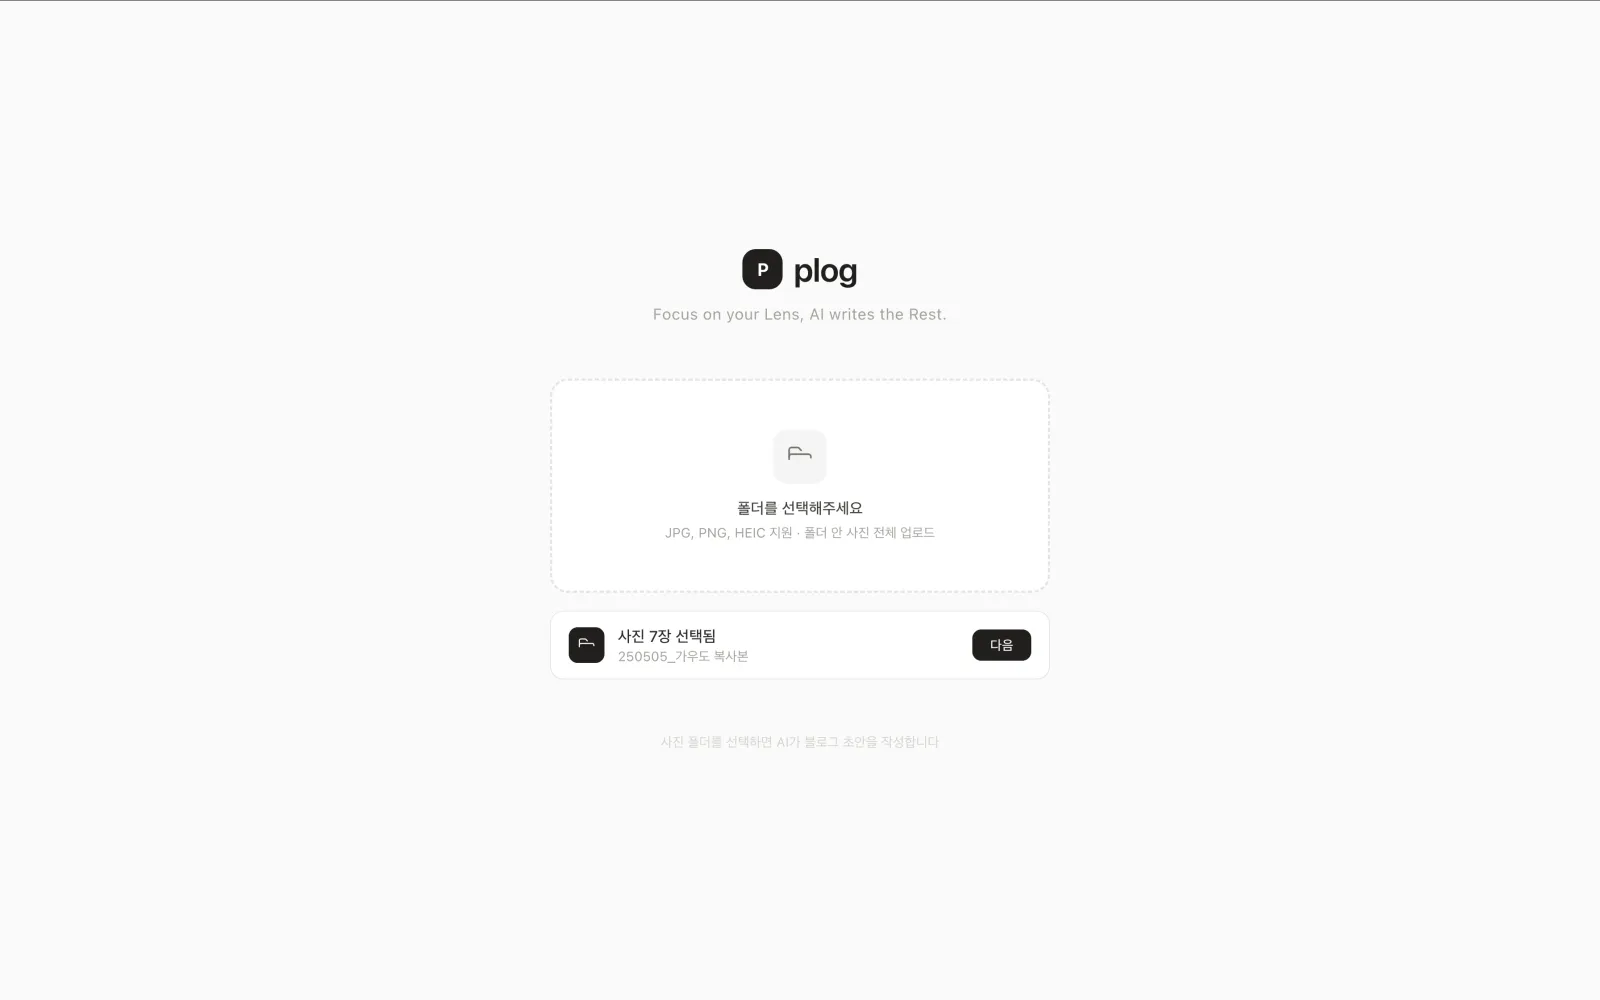 P plog
Focus on your Lens, AI writes the Rest.
폴더를 선택해주세요
JPG, PNG, HEIC 지원 · 폴더 안 사진 전체 업로드
사진 7장 선택됨
250505_가우도 복사본
다음
사진 폴더를 선택하면 AI가 블로그 초안을 작성합니다